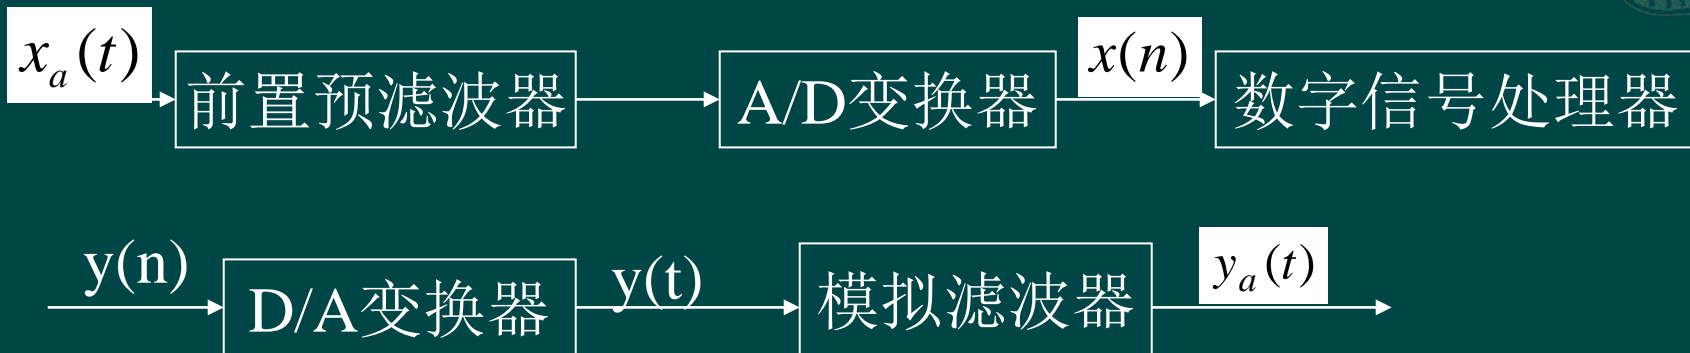 xₐ(t) 前置预滤波器 A/D变换器 x(n) 数字信号处理器
y(n) D/A变换器 y(t) 模拟滤波器 yₐ(t)